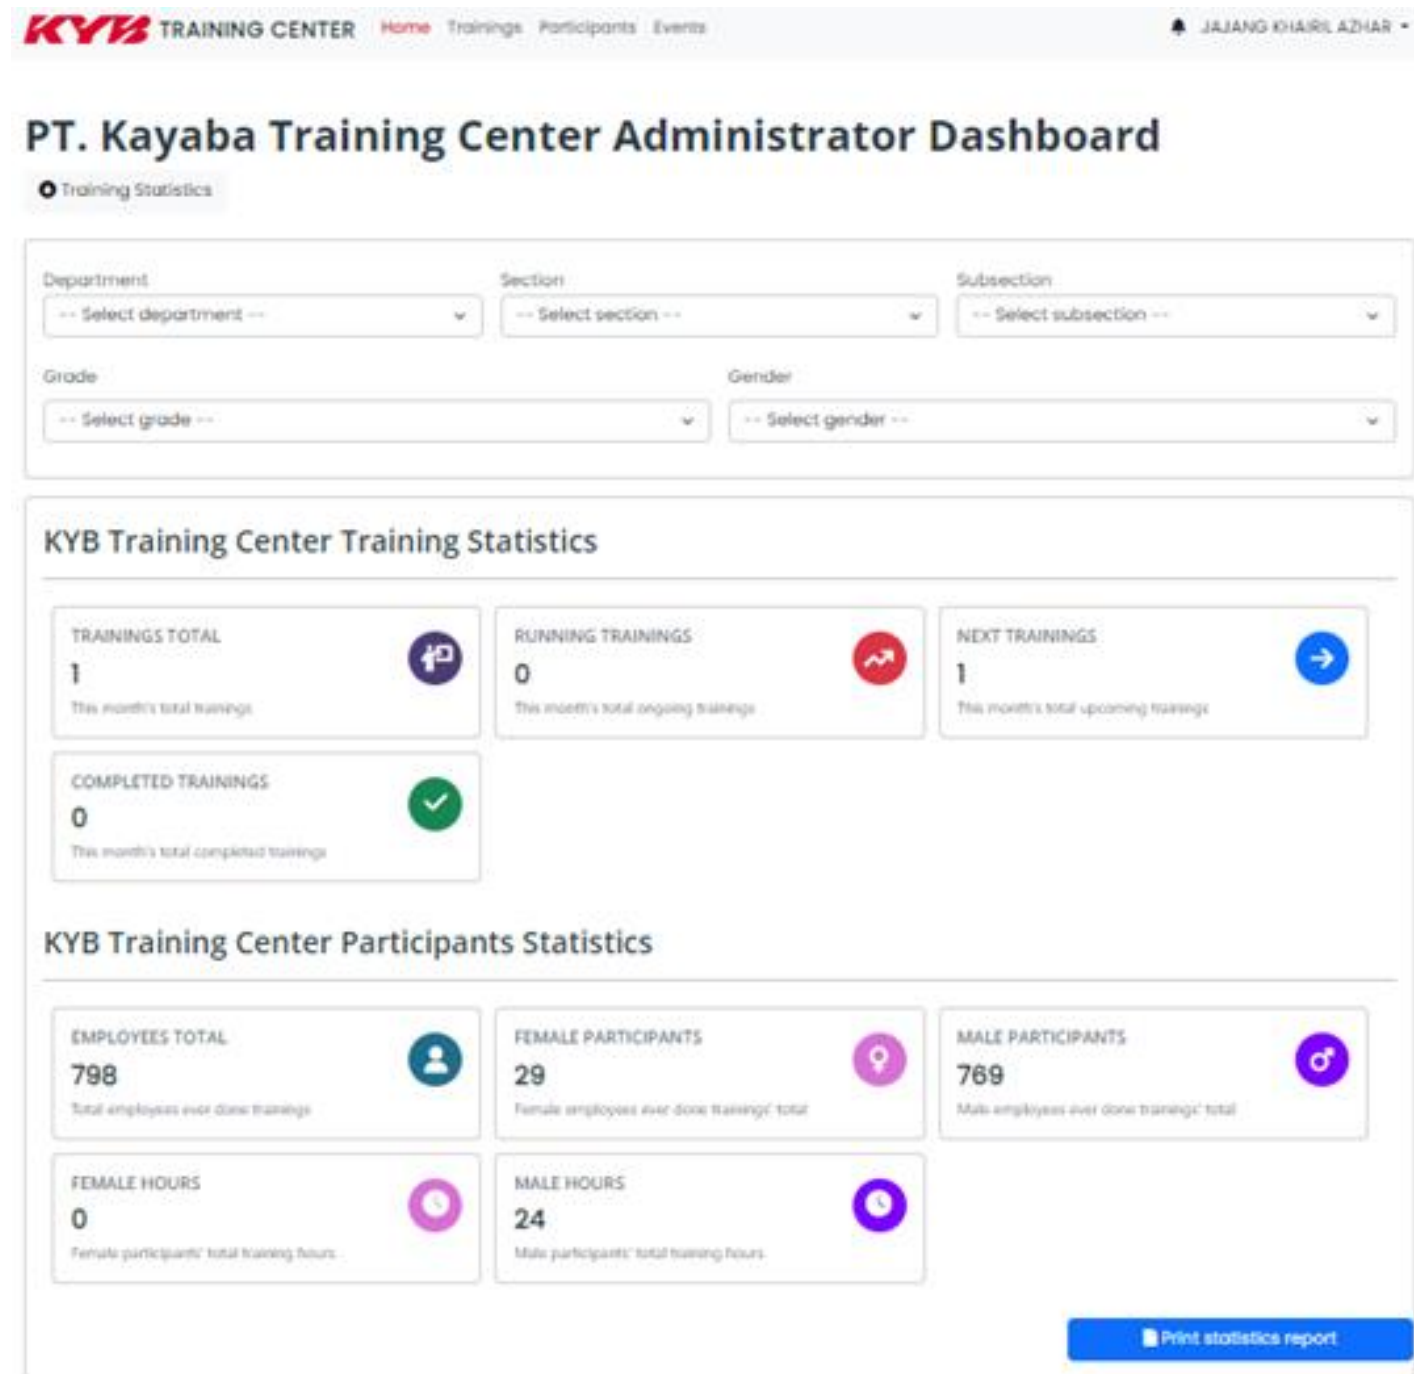 KYB TRAINING CENTER Home Trainings Participants Events JAJANG KHAIRIL AZHAR
PT. Kayaba Training Center Administrator Dashboard
Training Statistics
Department Section Subsection
-- Select department -- -- Select section -- -- Select subsection --
Grade Gender
-- Select grade -- -- Select gender --
KYB Training Center Training Statistics
TRAININGS TOTAL
1
This month's total trainings
RUNNING TRAININGS
0
This month's total ongoing trainings
NEXT TRAININGS
1
This month's total upcoming trainings
COMPLETED TRAININGS
0
This month's total completed trainings
KYB Training Center Participants Statistics
EMPLOYEES TOTAL
798
Total employees ever done trainings
FEMALE PARTICIPANTS
29
Female employees ever done trainings' total
MALE PARTICIPANTS
769
Male employees ever done trainings' total
FEMALE HOURS
0
Female participants' total training hours
MALE HOURS
24
Male participants' total training hours
Print statistics report